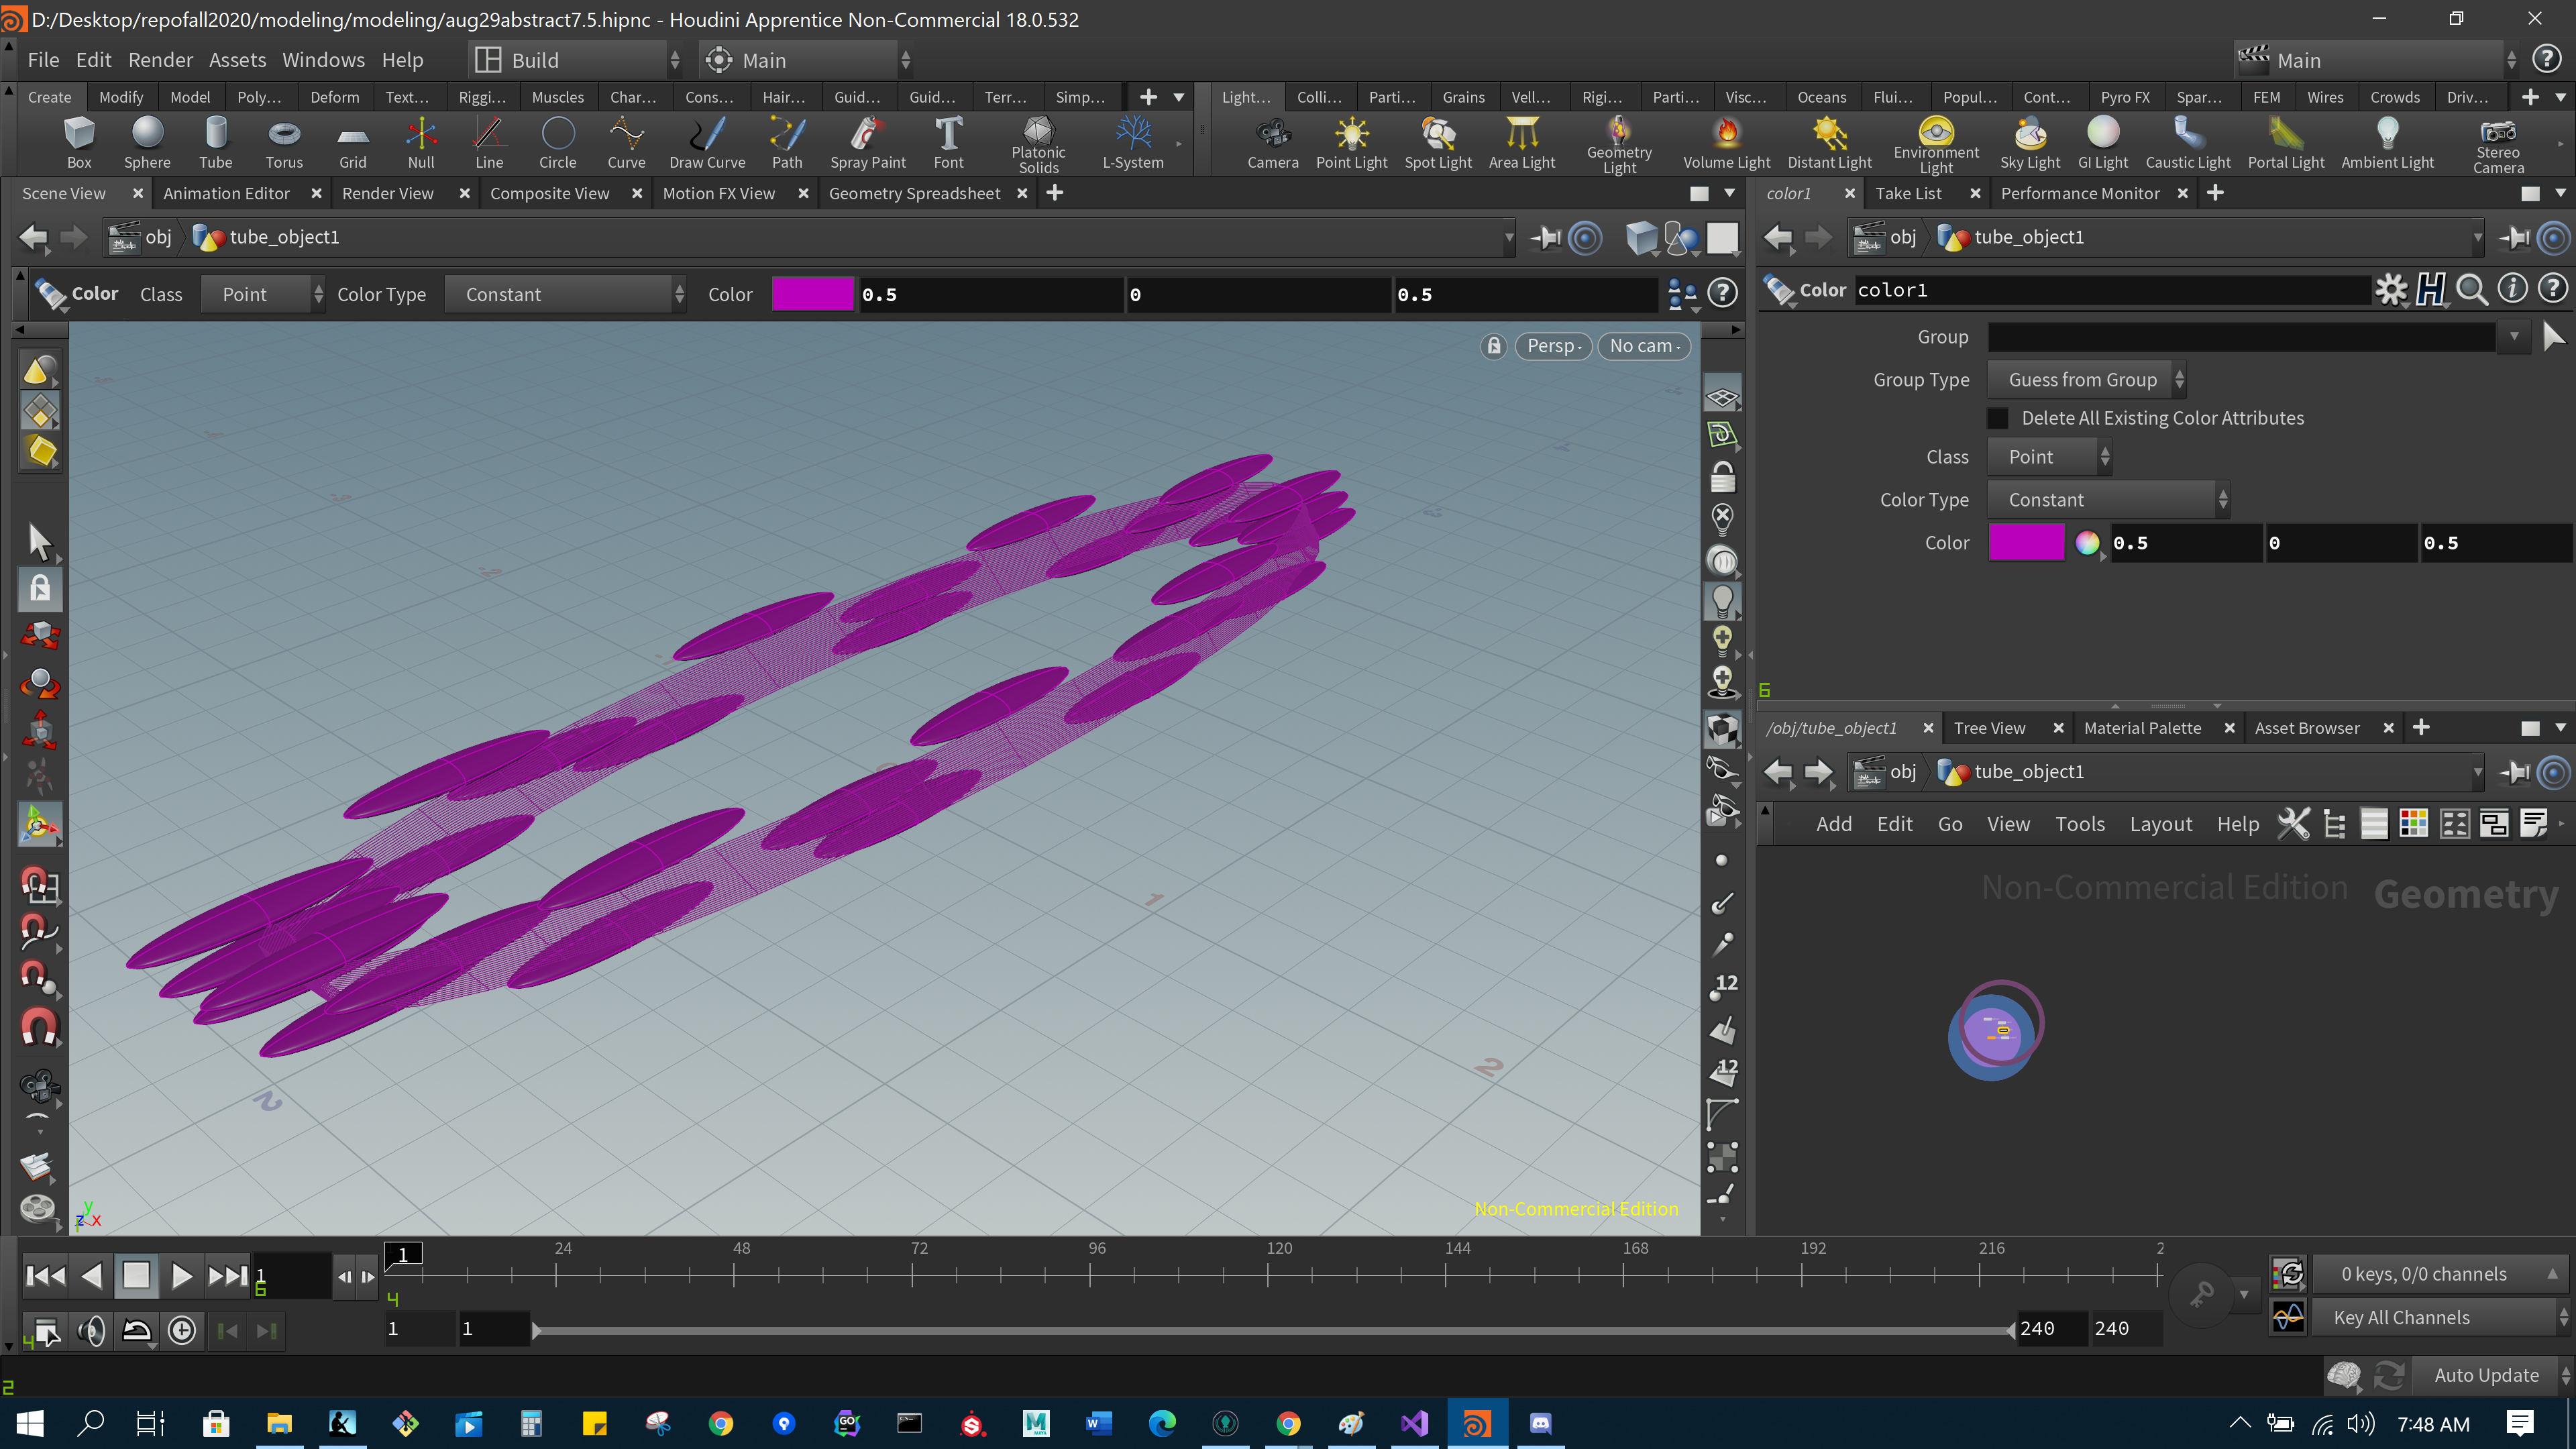 D:/Desktop/repofall2020/modeling/modeling/aug29abstract7.5.hipnc - Houdini Apprentice Non-Commercial 18.0.532
File Edit Render Assets Windows Help Build Main Main
Create Modify Model Poly... Deform Text... Riggi... Muscles Char... Cons... Hair... Guid... Guid... Terr... Simp... Light... Colli... Parti... Grains Vell... Rigi... Parti... Visc... Oceans Flui... Popul... Cont... Pyro FX Spar... FEM Wires Crowds Driv...
Box Sphere Tube Torus Grid Null Line Circle Curve Draw Curve Path Spray Paint Font Platonic Solids L-System Camera Point Light Spot Light Area Light Geometry Light Volume Light Distant Light Environment Light Sky Light GI Light Caustic Light Portal Light Ambient Light Stereo Camera
Scene View Animation Editor Render View Composite View Motion FX View Geometry Spreadsheet color1 Take List Performance Monitor
obj tube_object1 obj tube_object1
Color Class Point Color Type Constant Color 0.5 0 0.5
Color color1
Persp No cam
Group
Group Type Guess from Group
Delete All Existing Color Attributes
Class Point
Color Type Constant
Color 0.5 0 0.5
6
/obj/tube_object1 Tree View Material Palette Asset Browser
obj tube_object1
Add Edit Go View Tools Layout Help
Non-Commercial Edition Geometry
1
2
2
12
12
y
z x
Non-Commercial Edition
1 24 48 72 96 120 144 168 192 216 2
1
6
4
0 keys, 0/0 channels
4
1 1 240 240 Key All Channels
2
Auto Update
7:48 AM